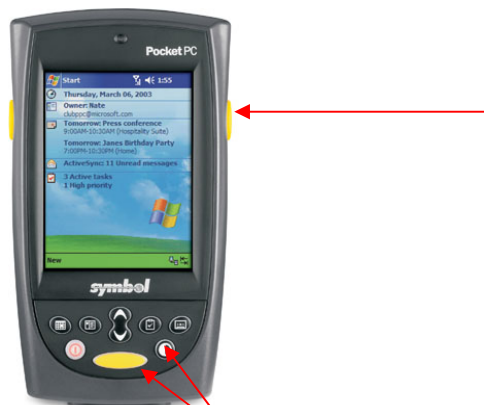 Pocket PC
Start 1:55
Thursday, March 06, 2003
Owner: Nate
clubppc@microsoft.com
Tomorrow: Press conference
9:00AM-10:30AM (Hospitality Suite)
Tomorrow: Janes Birthday Party
7:00PM-10:30PM (Home)
ActiveSync: 11 Unread messages
3 Active tasks
1 High priority
New
symbol